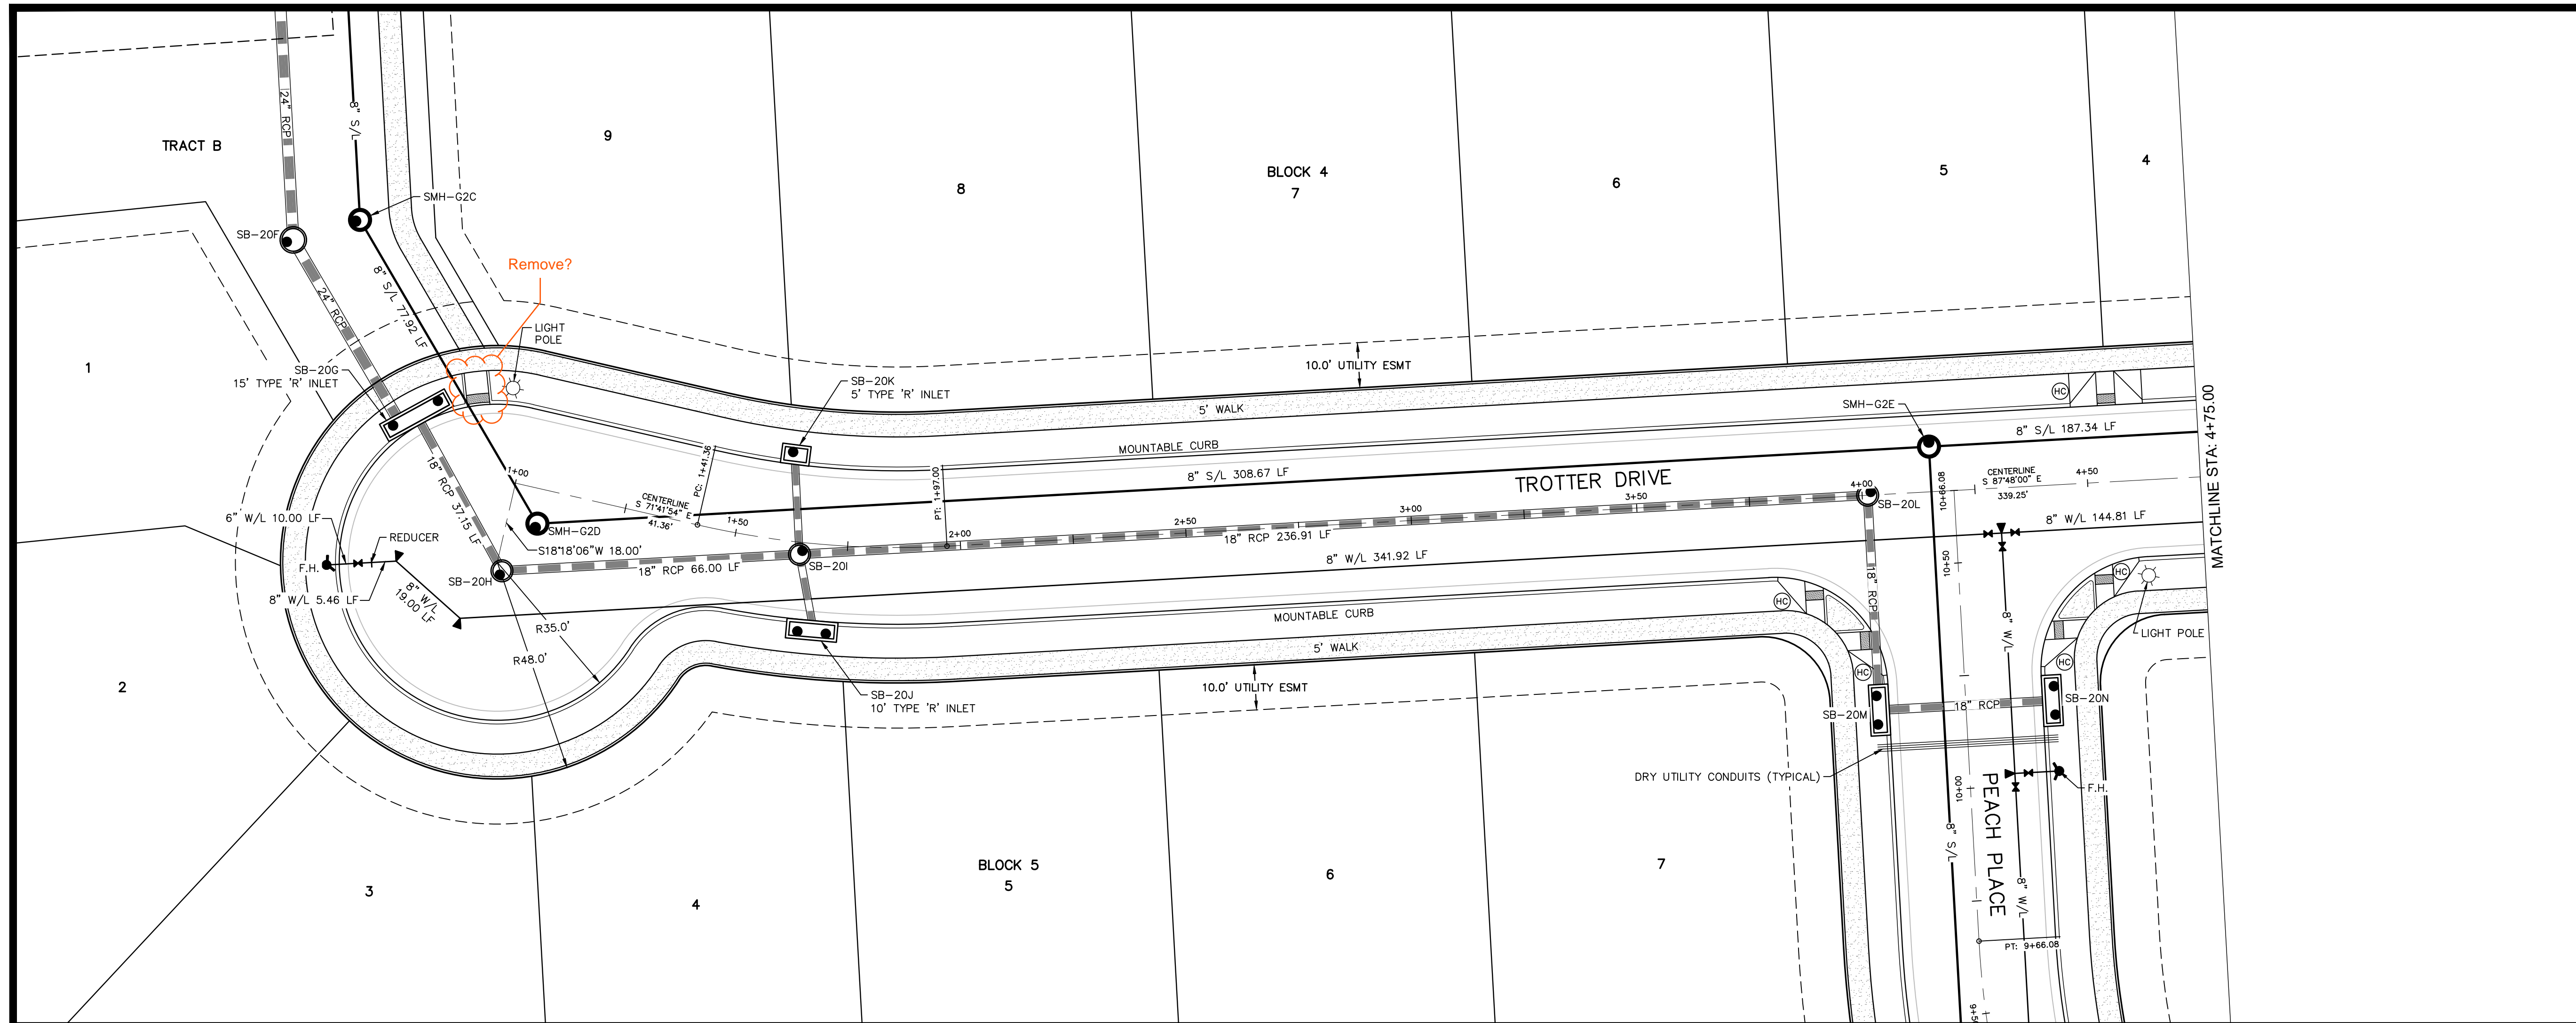 24" RCP
8" S/L
TRACT B
SMH-G2C
SB-20F
9
8
BLOCK 4
7
6
5
4
Remove?
LIGHT
POLE
24" RCP
8" S/L 77.92 LF
SB-20G
15' TYPE 'R' INLET
1
SB-20K
5' TYPE 'R' INLET
10.0' UTILITY ESMT
5' WALK
MOUNTABLE CURB
HC
SMH-G2E
8" S/L 187.34 LF
MATCHLINE STA: 4+75.00
8" S/L 308.67 LF
TROTTER DRIVE
1+00
PC: 1+41.36
CENTERLINE
S 71°41'54" E
41.36'
1+50
PT: 1+97.00
2+00
2+50
3+00
3+50
4+00
10+66.08
CENTERLINE
S 87°48'00" E
339.25'
4+50
SB-20L
18" RCP 37.15 LF
SMH-G2D
S18°18'06"W 18.00'
6" W/L 10.00 LF
REDUCER
F.H.
8" W/L 5.46 LF
8" W/L
19.00 LF
SB-20H
18" RCP 66.00 LF
SB-20I
18" RCP 236.91 LF
8" W/L 341.92 LF
8" W/L 144.81 LF
10+50
HC
HC
18" RCP
8" W/L
MOUNTABLE CURB
R35.0'
R48.0'
5' WALK
LIGHT POLE
HC
HC
10.0' UTILITY ESMT
SB-20J
10' TYPE 'R' INLET
2
SB-20M
18" RCP
SB-20N
DRY UTILITY CONDUITS (TYPICAL)
10+00
PEACH PLACE
F.H.
8" S/L
8" W/L
PT: 9+66.08
9+50
3
4
BLOCK 5
5
6
7